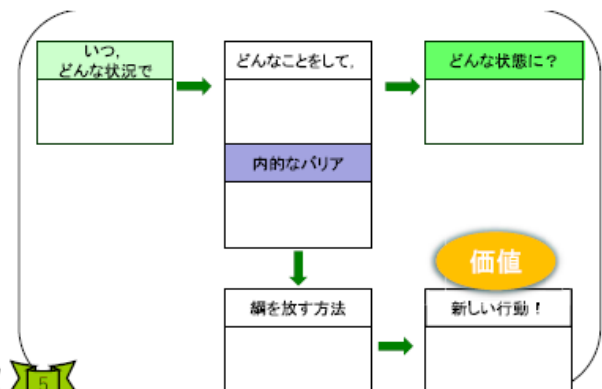 いつ,
どんな状況で
どんなことをして,
どんな状態に？
内的なバリア
価値
綱を放す方法
新しい行動！
5